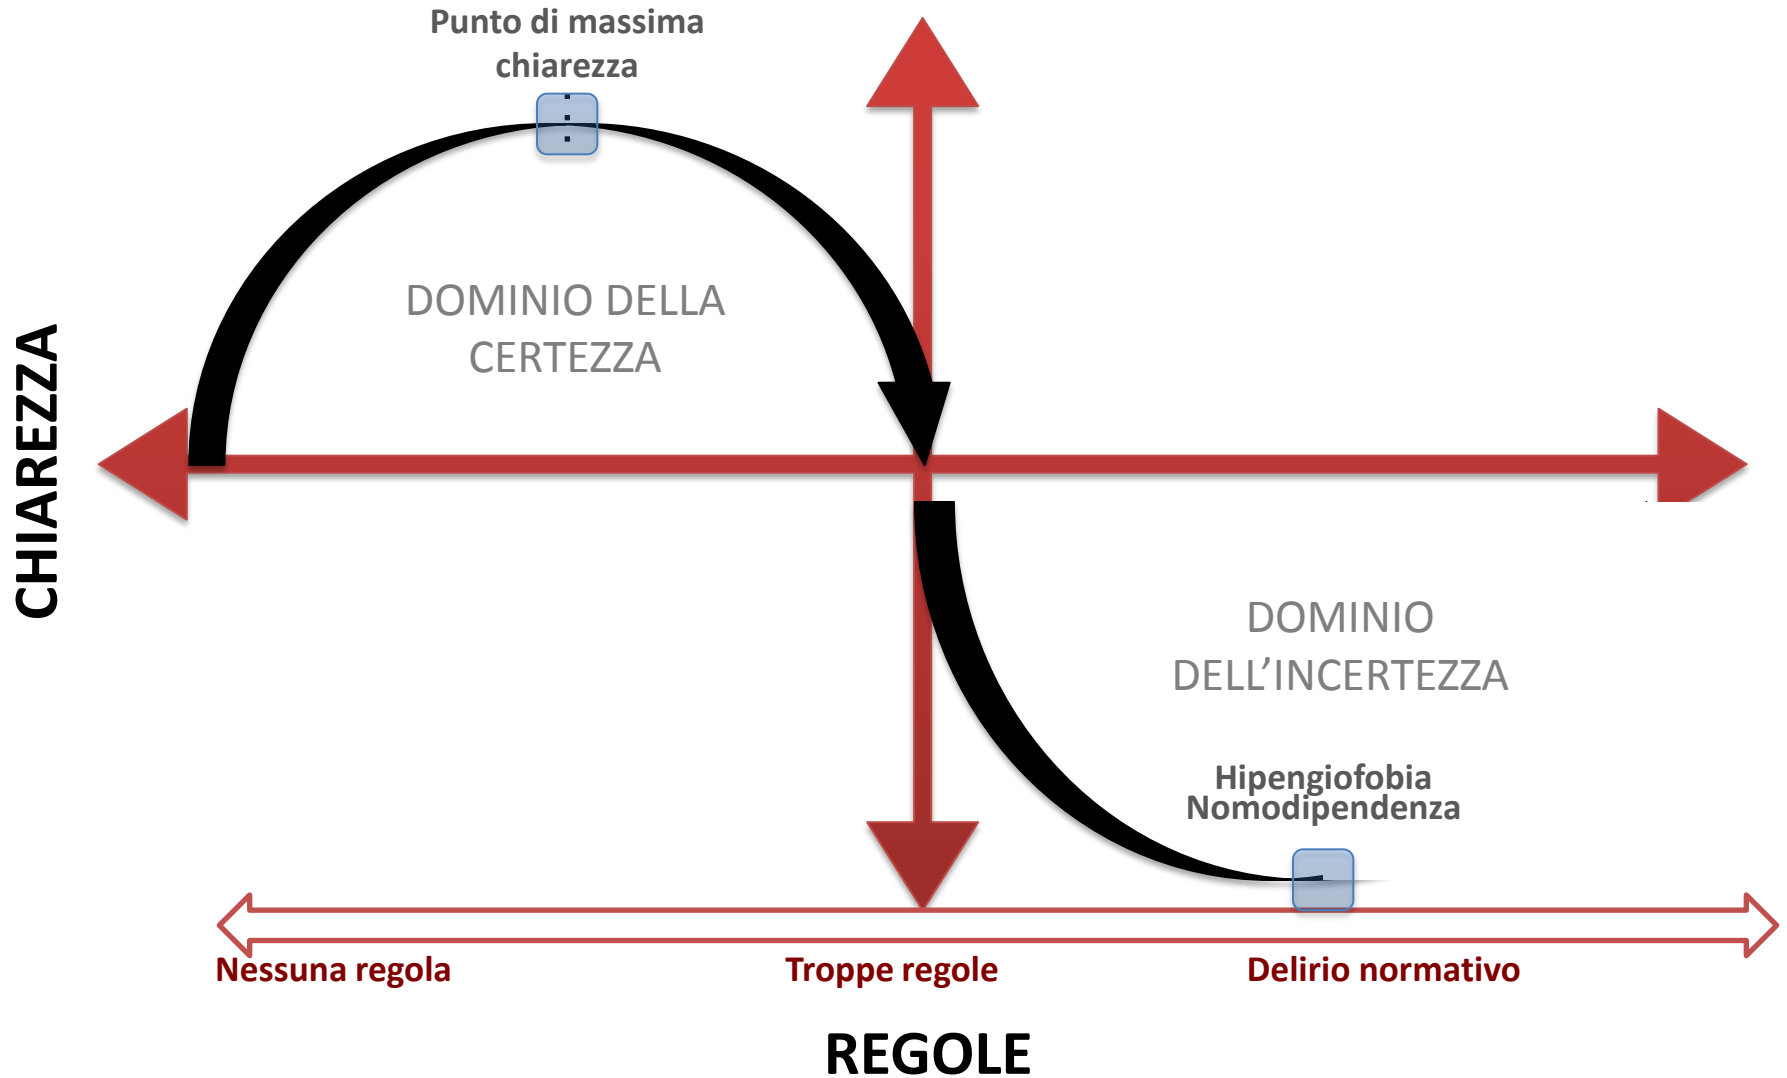 Punto di massima
chiarezza
DOMINIO DELLA
CERTEZZA
CHIAREZZA
DOMINIO
DELL’INCERTEZZA
Hipengiofobia
Nomodipendenza
Nessuna regola
Troppe regole
Delirio normativo
REGOLE